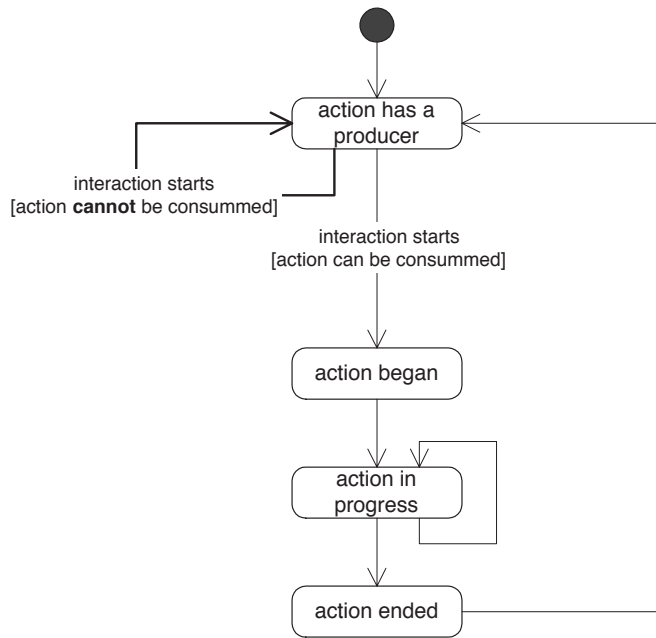 action has a
producer
interaction starts
[action cannot be consummed]
interaction starts
[action can be consummed]
action began
action in
progress
action ended